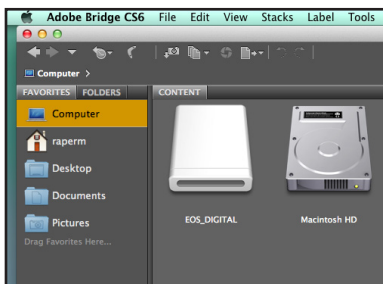 Adobe Bridge CS6 File Edit View Stacks Label Tools
Computer >
FAVORITES FOLDERS CONTENT
Computer
raperm
Desktop
Documents
Pictures
Drag Favorites Here...
EOS_DIGITAL Macintosh HD